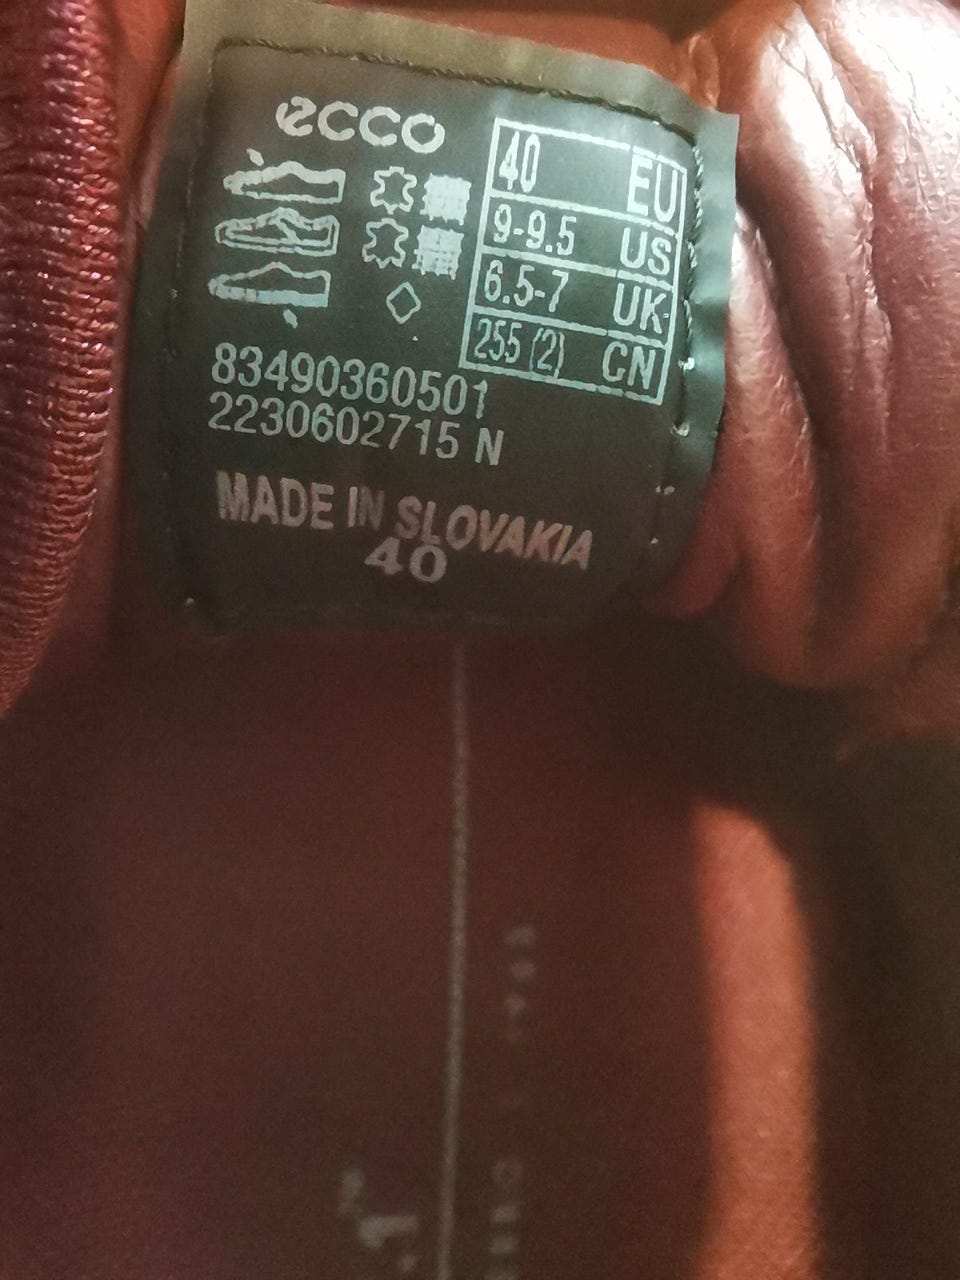 ecco
40 EU
9-9.5 US
6.5-7 UK
255 (2) CN
83490360501
2230602715 N
MADE IN SLOVAKIA
40